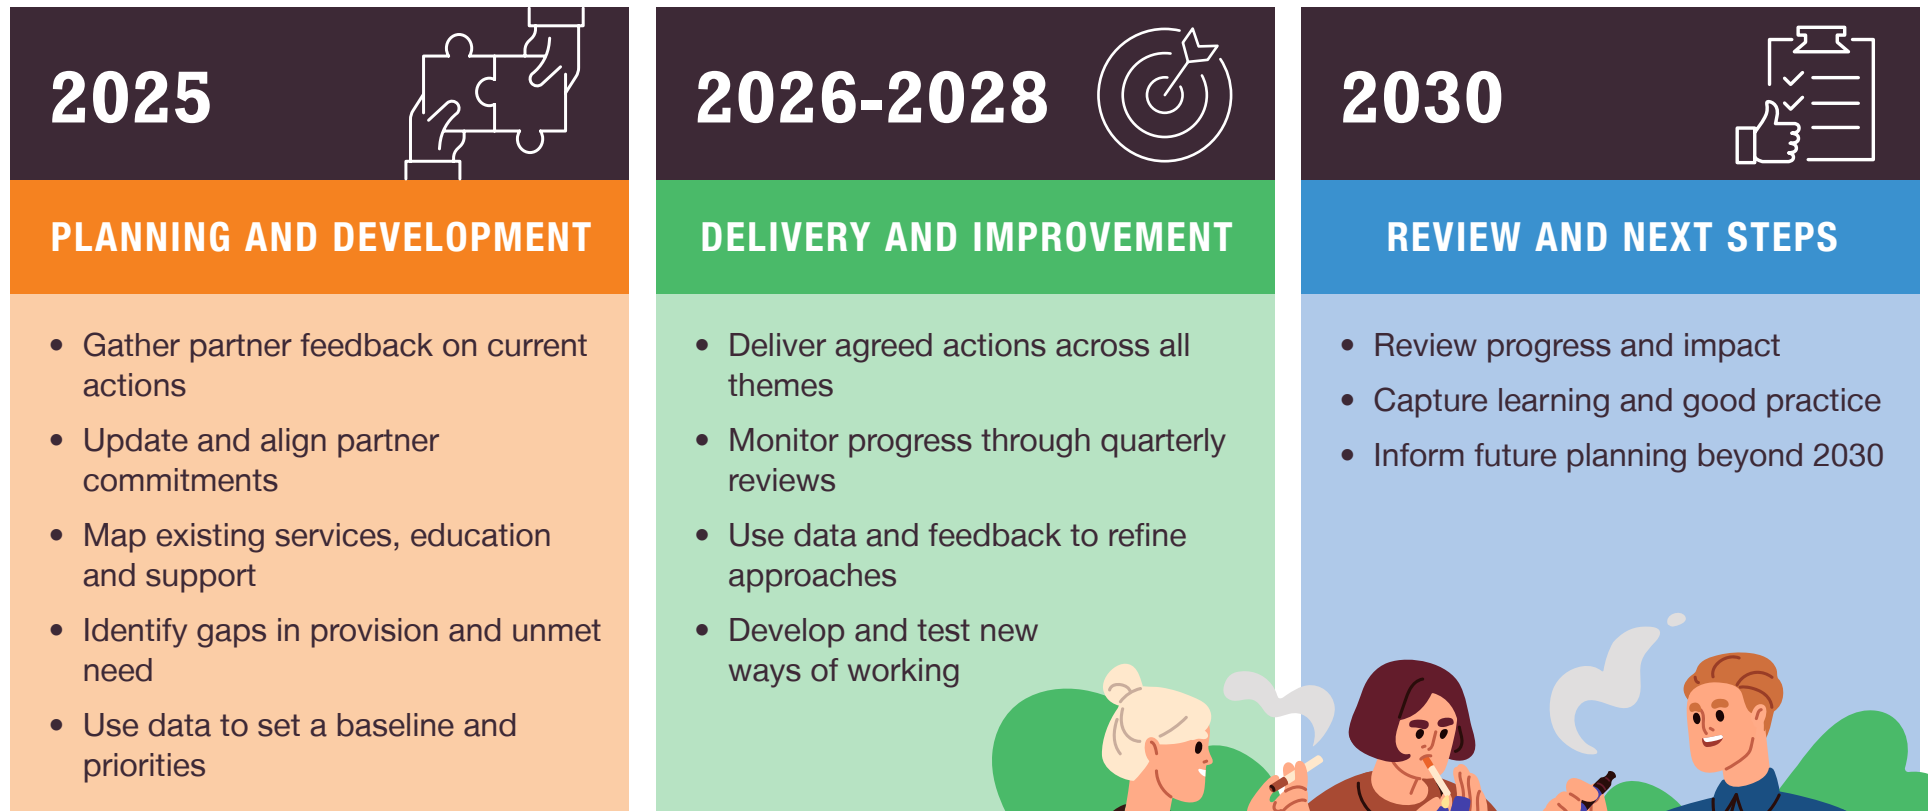 2025
PLANNING AND DEVELOPMENT
• Gather partner feedback on current
actions
• Update and align partner
commitments
• Map existing services, education
and support
• Identify gaps in provision and unmet
need
• Use data to set a baseline and
priorities
2026-2028
DELIVERY AND IMPROVEMENT
• Deliver agreed actions across all
themes
• Monitor progress through quarterly
reviews
• Use data and feedback to refine
approaches
• Develop and test new
ways of working
2030
REVIEW AND NEXT STEPS
• Review progress and impact
• Capture learning and good practice
• Inform future planning beyond 2030